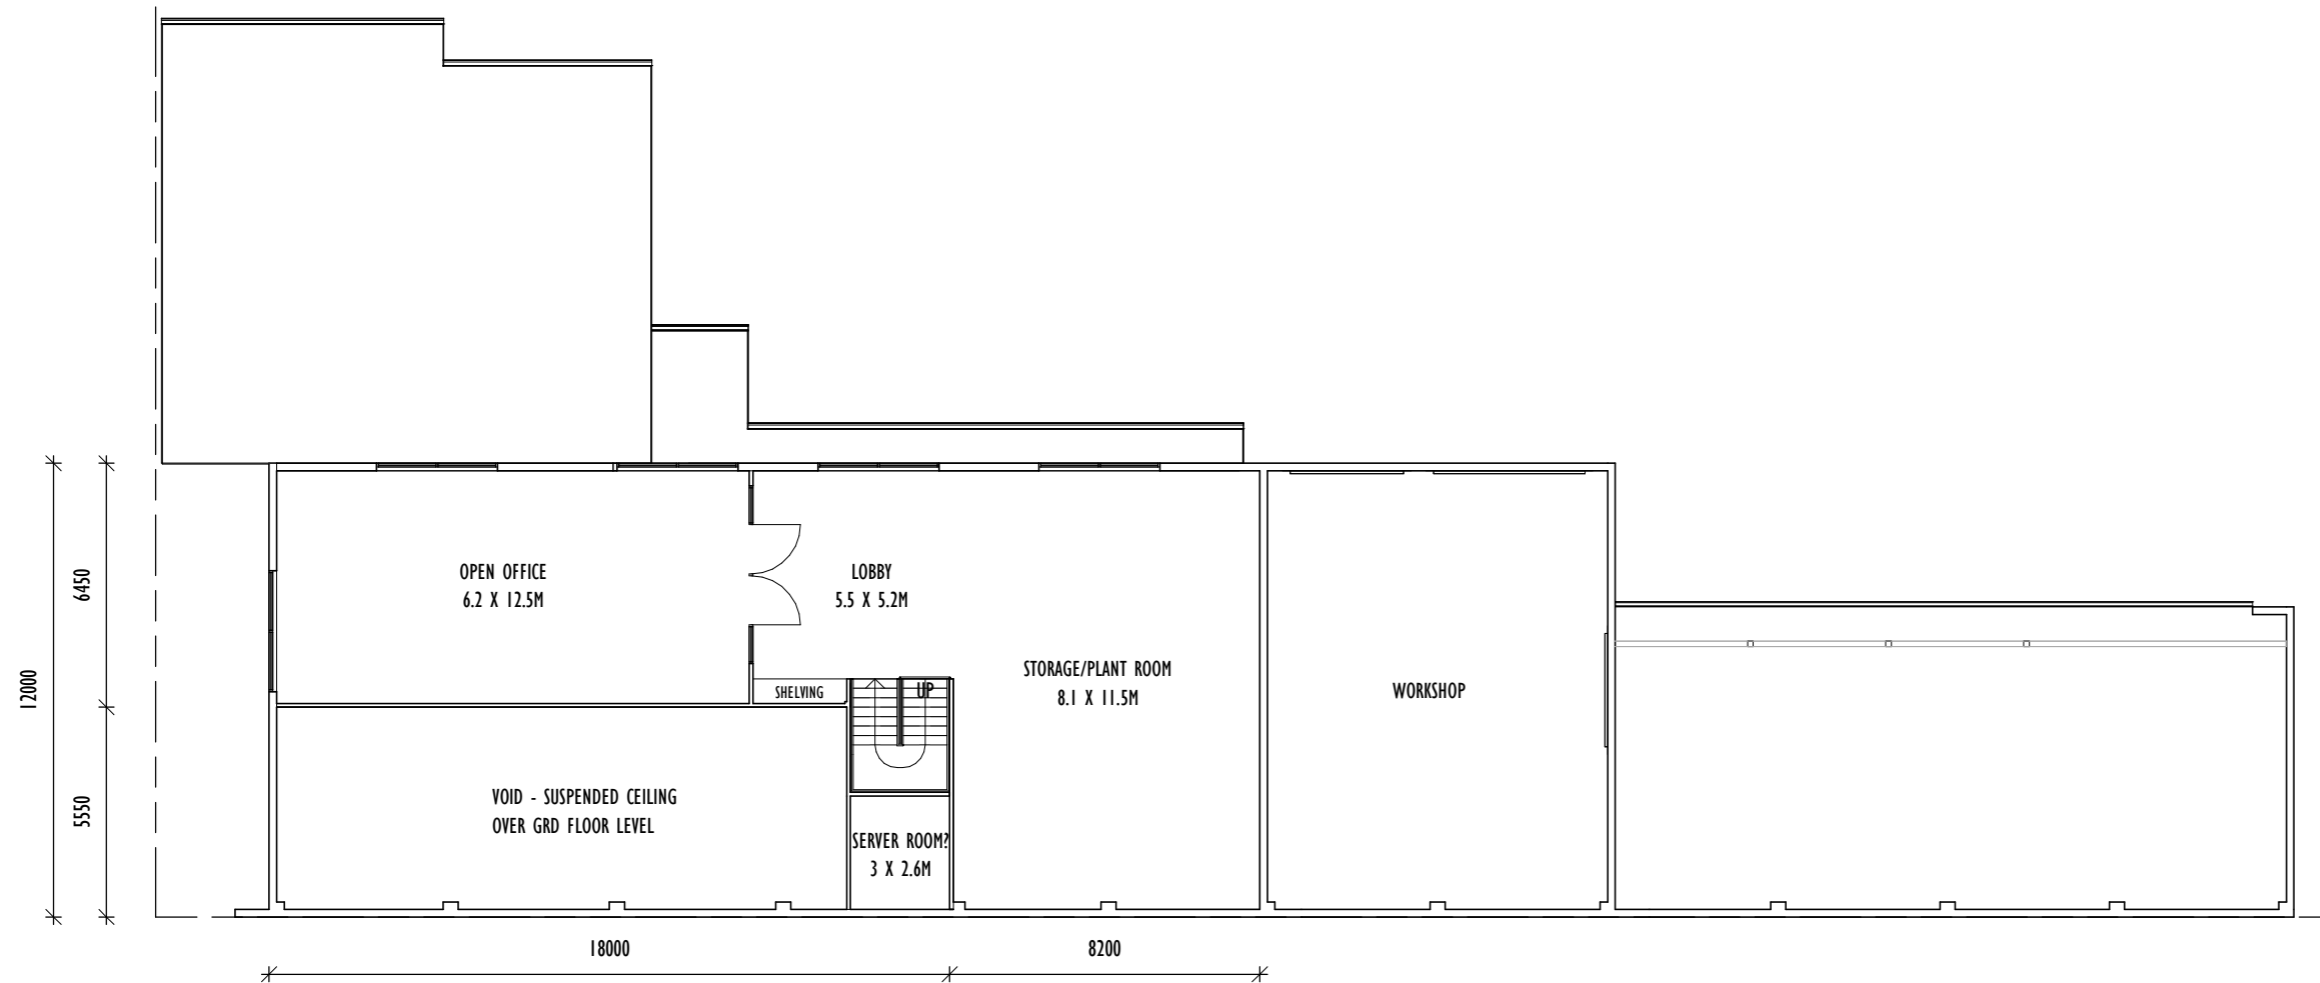 OPEN OFFICE
6.2 X 12.5M
LOBBY
5.5 X 5.2M
6450
12000
STORAGE/PLANT ROOM
8.1 X 11.5M
SHELVING
UP
WORKSHOP
VOID - SUSPENDED CEILING
OVER GRD FLOOR LEVEL
5550
SERVER ROOM?
3 X 2.6M
18000
8200